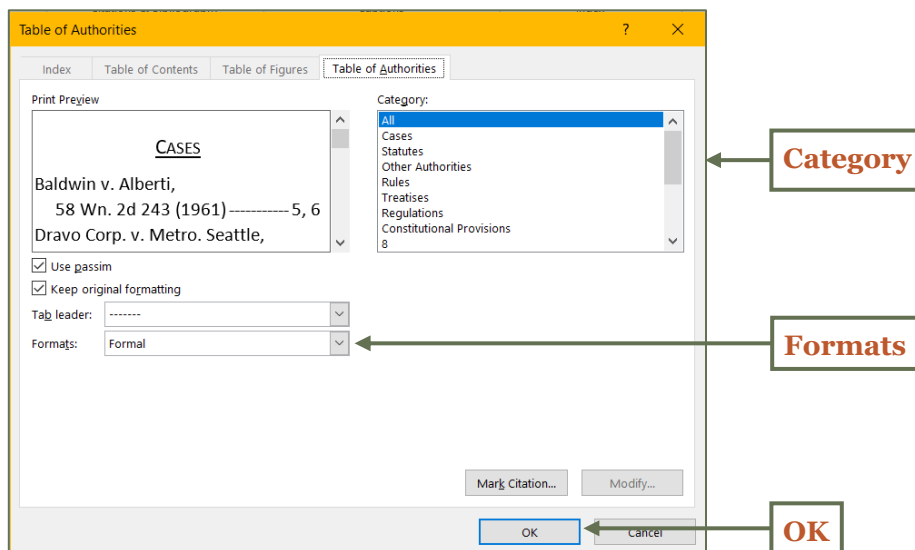 Table of Authorities
?
Index
Table of Contents
Table of Figures
Table of Authorities
Print Preview
CASES
Baldwin v. Alberti,
58 Wn. 2d 243 (1961)-----------5, 6
Dravo Corp. v. Metro. Seattle,
Category:
All
Cases
Statutes
Other Authorities
Rules
Treatises
Regulations
Constitutional Provisions
8
Use passim
Keep original formatting
Tab leader:
-------
Formats:
Formal
Mark Citation...
Modify...
OK
Cancel
Category
Formats
OK